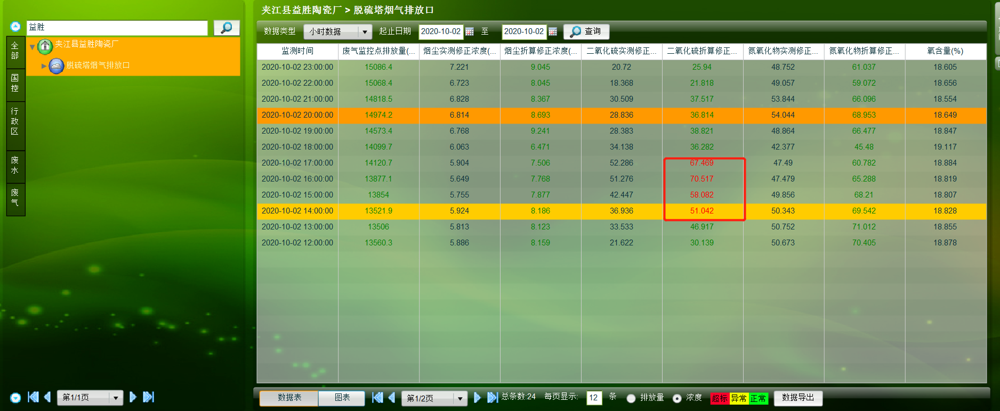 夹江县益胜陶瓷厂 > 脱硫塔烟气排放口
益胜
全部
国控
行政区
废水
废气
夹江县益胜陶瓷厂
脱硫塔烟气排放口
数据类型 小时数据 起止日期 2020-10-02 至 2020-10-02 查询
监测时间 废气监控点排放量(... 烟尘实测修正浓度(... 烟尘折算修正浓度(... 二氧化硫实测修正... 二氧化硫折算修正... 氮氧化物实测修正... 氮氧化物折算修正... 氧含量(%)
2020-10-02 23:00:00 15086.4 7.221 9.045 20.72 25.94 48.752 61.037 18.605
2020-10-02 22:00:00 15068.4 6.723 8.045 18.368 21.818 49.057 59.072 18.656
2020-10-02 21:00:00 14818.5 6.828 8.367 30.509 37.517 53.844 66.096 18.554
2020-10-02 20:00:00 14974.2 6.814 8.693 28.836 36.814 54.044 68.953 18.649
2020-10-02 19:00:00 14573.4 6.768 9.241 28.383 38.821 48.864 66.477 18.847
2020-10-02 18:00:00 14099.7 6.063 6.471 34.138 36.282 42.377 45.48 19.117
2020-10-02 17:00:00 14120.7 5.904 7.506 52.286 67.469 47.49 60.782 18.884
2020-10-02 16:00:00 13877.1 5.649 7.768 51.276 70.517 47.479 65.288 18.819
2020-10-02 15:00:00 13854 5.755 7.877 42.447 58.082 49.856 68.21 18.807
2020-10-02 14:00:00 13521.9 5.924 8.186 36.936 51.042 50.343 69.542 18.828
2020-10-02 13:00:00 13506 5.813 8.123 33.533 46.917 50.752 71.012 18.855
2020-10-02 12:00:00 13560.3 5.886 8.159 21.622 30.139 50.673 70.405 18.878
第1/1页
数据表 图表 第1/2页 总条数:24 每页显示: 12 条 排放量 浓度 超标 异常 正常 数据导出